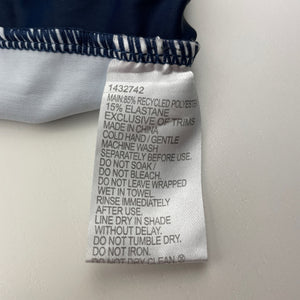 1432742
MAIN:85% RECYCLED POLYESTER
15% ELASTANE
EXCLUSIVE OF TRIMS
MADE IN CHINA
COLD HAND / GENTLE
MACHINE WASH
SEPARATELY BEFORE USE.
DO NOT SOAK.
DO NOT BLEACH.
DO NOT LEAVE WRAPPED
WET IN TOWEL.
RINSE IMMEDIATELY
AFTER USE.
LINE DRY IN SHADE
WITHOUT DELAY.
DO NOT TUMBLE DRY.
DO NOT IRON.
DO NOT DRY CLEAN.